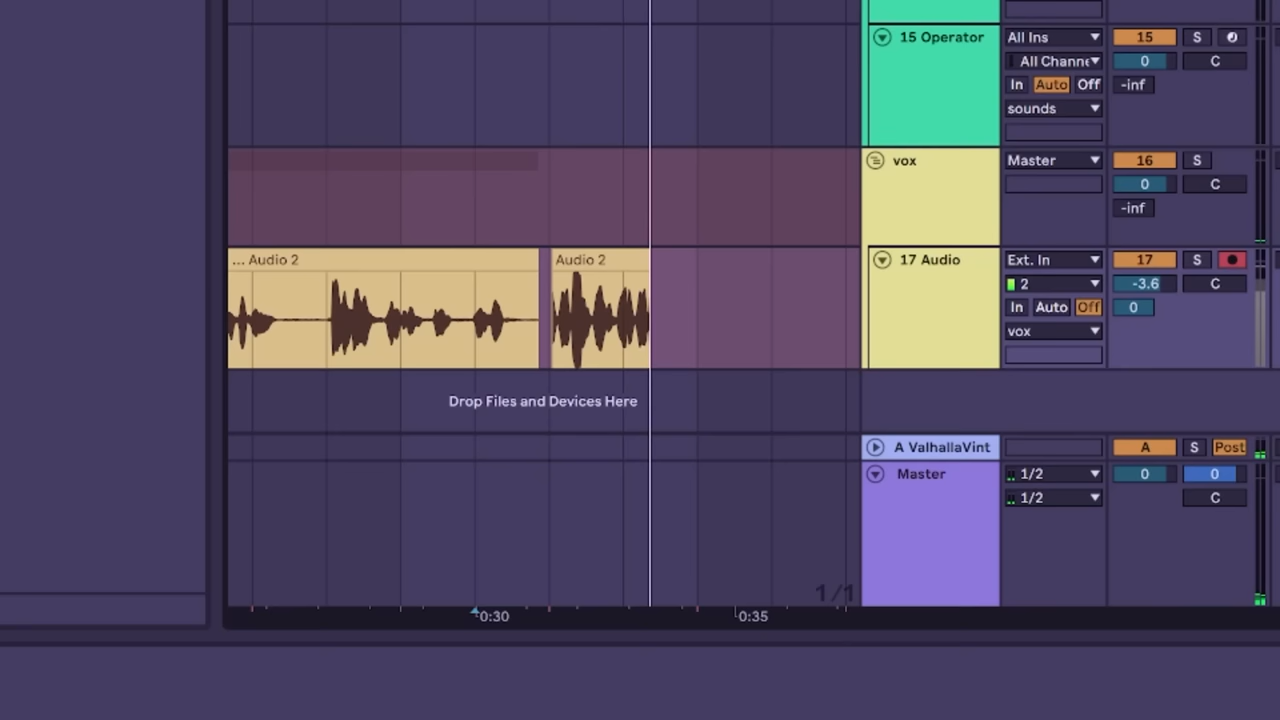 15 Operator All Ins 15 S
All Channe 0 C
In Auto Off -inf
sounds
vox Master 16 S
0 C
-inf
... Audio 2 Audio 2 17 Audio Ext. In 17 S
2 -3.6 C
In Auto Off 0
vox
Drop Files and Devices Here
A ValhallaVint A S Post
Master 1/2 0 0
1/2 C
1/1
0:30 0:35